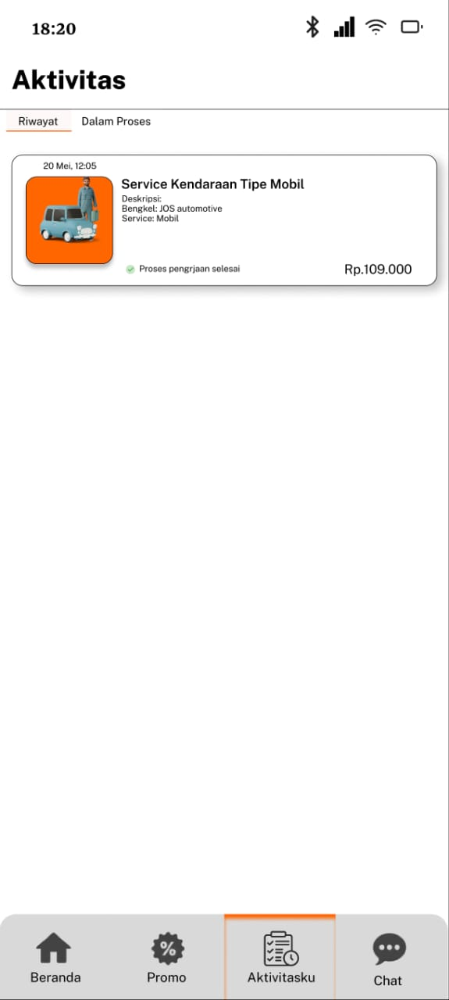 18:20
Aktivitas
Riwayat
Dalam Proses
20 Mei, 12:05
Service Kendaraan Tipe Mobil
Deskripsi:
Bengkel: JOS automotive
Service: Mobil
Proses pengrjaan selesai
Rp.109.000
%
Beranda
Promo
Aktivitasku
Chat